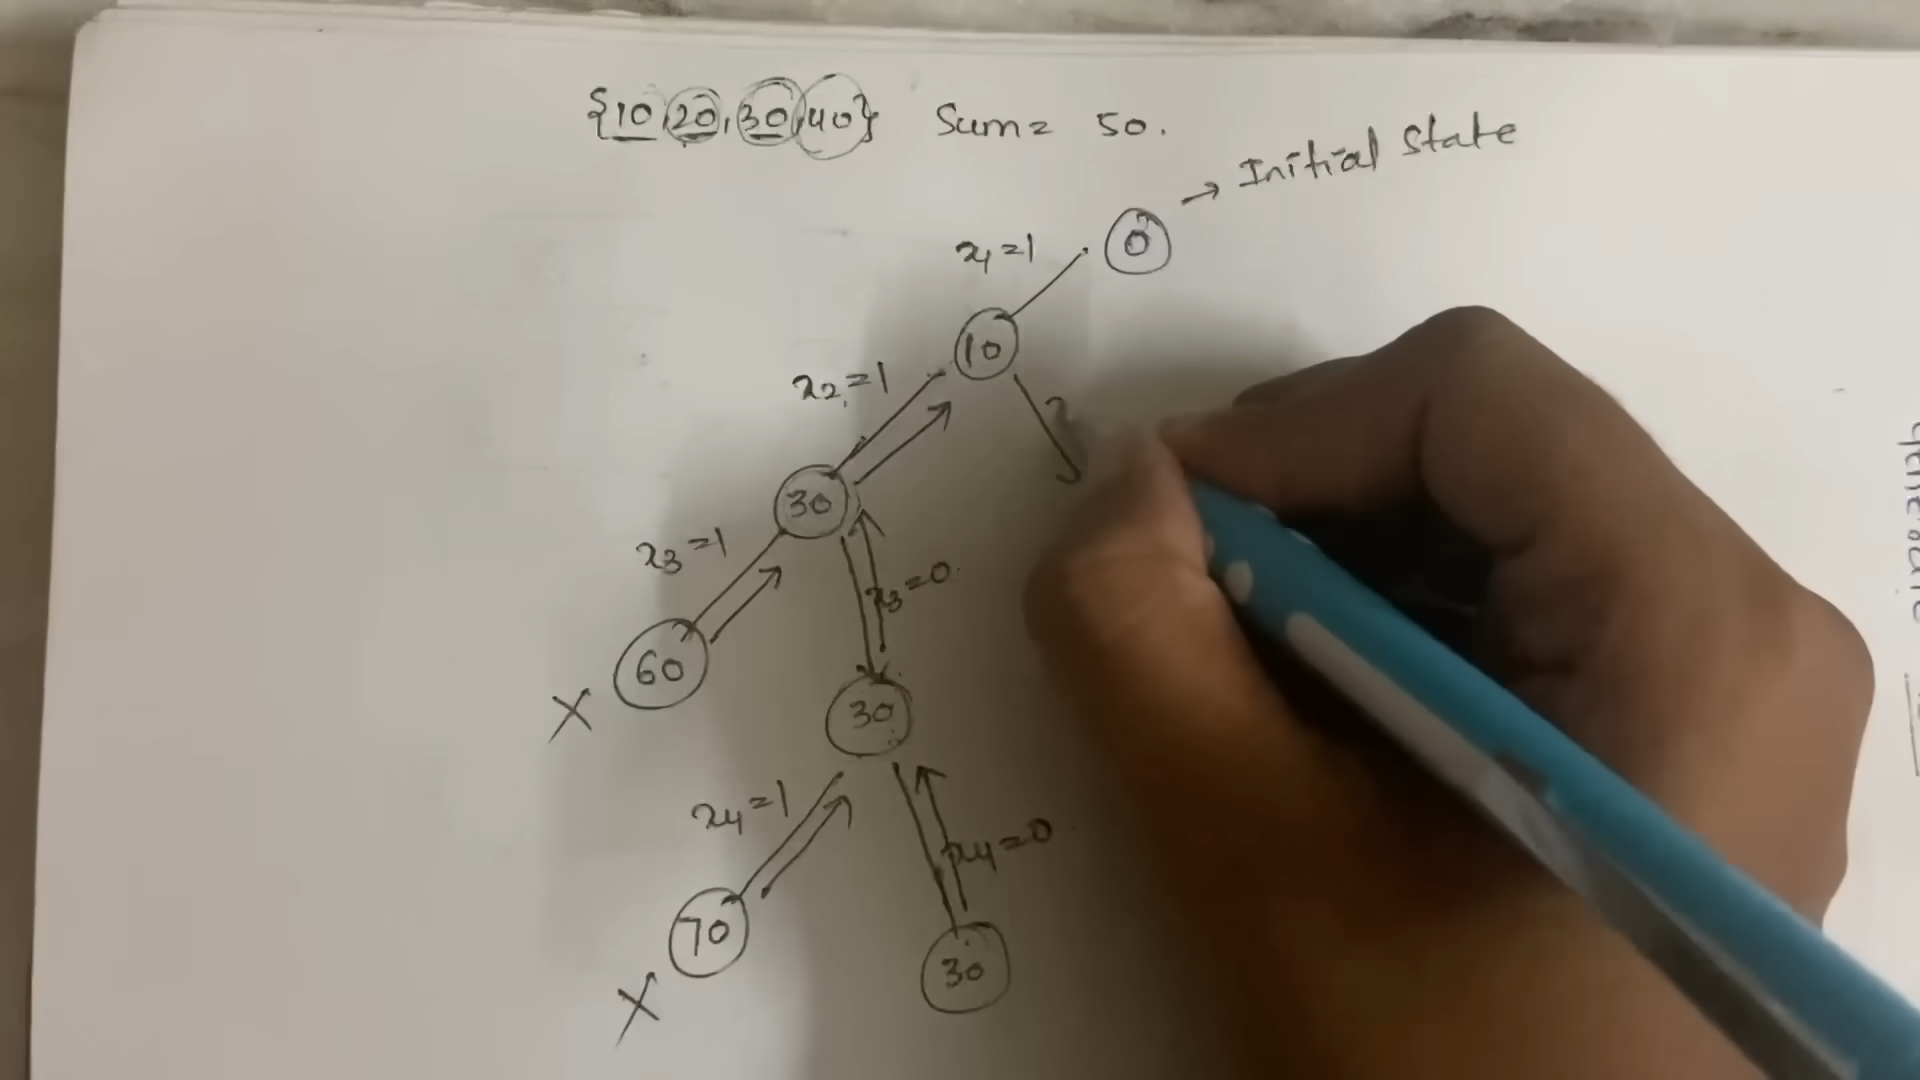 {10,20,30,40} Sum= 50.
→ Initial State
0
x1=1
10
x2=1
30
x3=1
x3=0
60
X
30
x4=1
x4=0
70
X
30